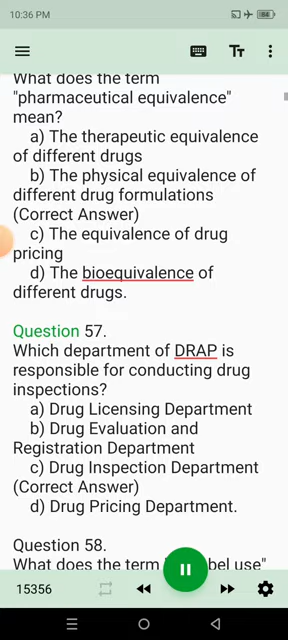 10:36 PM
What does the term
"pharmaceutical equivalence"
mean?
a) The therapeutic equivalence
of different drugs
b) The physical equivalence of
different drug formulations
(Correct Answer)
c) The equivalence of drug
pricing
d) The bioequivalence of
different drugs.
Question 57.
Which department of DRAP is
responsible for conducting drug
inspections?
a) Drug Licensing Department
b) Drug Evaluation and
Registration Department
c) Drug Inspection Department
(Correct Answer)
d) Drug Pricing Department.
Question 58.
What does the term use"
15356